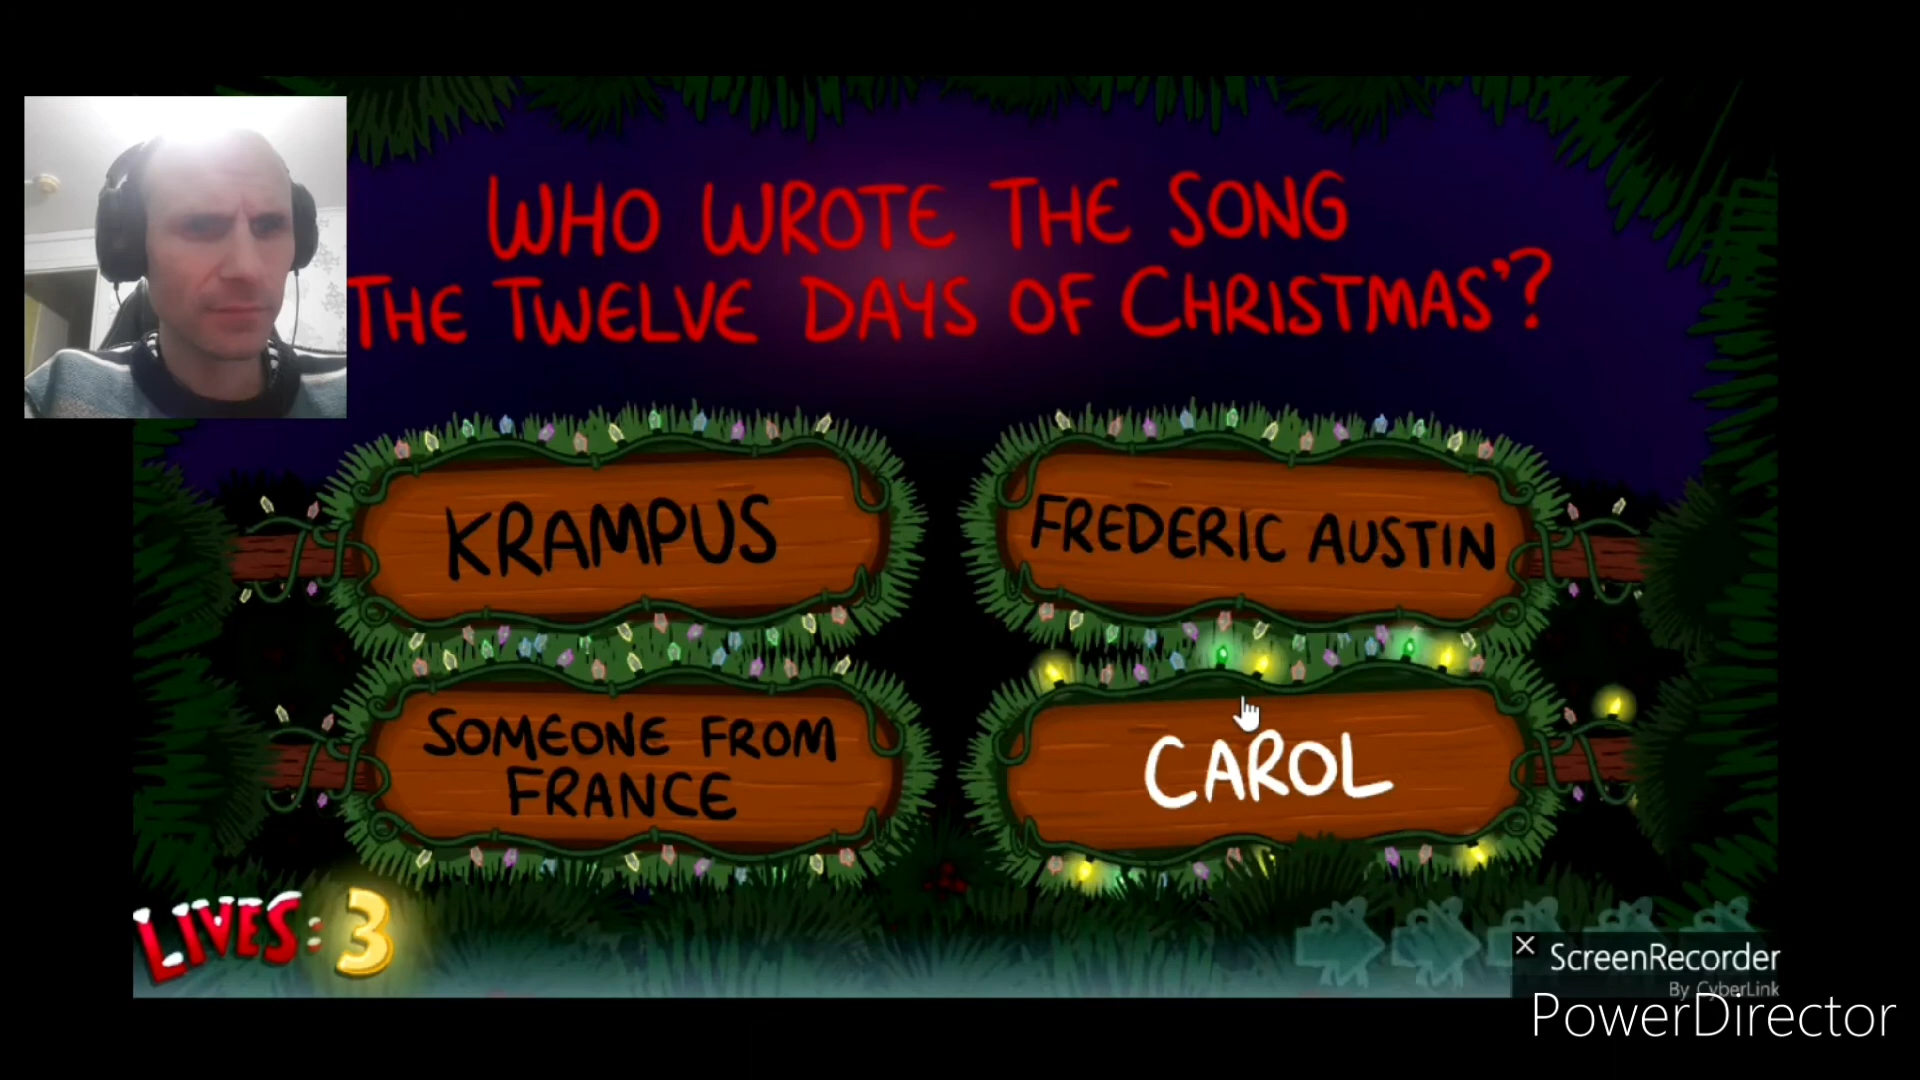 WHO WROTE THE SONG
THE TWELVE DAYS OF CHRISTMAS'?
KRAMPUS
FREDERIC AUSTIN
SOMEONE FROM
FRANCE
CAROL
LIVES: 3
ScreenRecorder
By CyberLink
PowerDirector